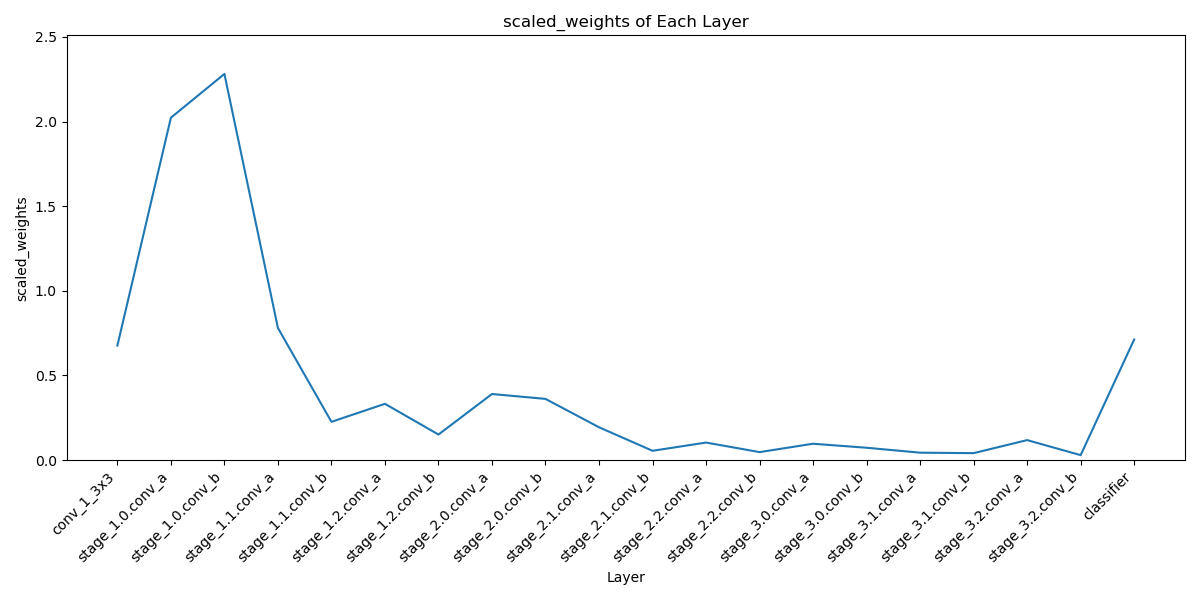 scaled_weights of Each Layer
scaled_weights
2.5
2.0
1.5
1.0
0.5
0.0
conv_1_3x3
stage_1.0.conv_a
stage_1.0.conv_b
stage_1.1.conv_a
stage_1.1.conv_b
stage_1.2.conv_a
stage_1.2.conv_b
stage_2.0.conv_a
stage_2.0.conv_b
stage_2.1.conv_a
stage_2.1.conv_b
stage_2.2.conv_a
stage_2.2.conv_b
stage_3.0.conv_a
stage_3.0.conv_b
stage_3.1.conv_a
stage_3.1.conv_b
stage_3.2.conv_a
stage_3.2.conv_b
classifier
Layer